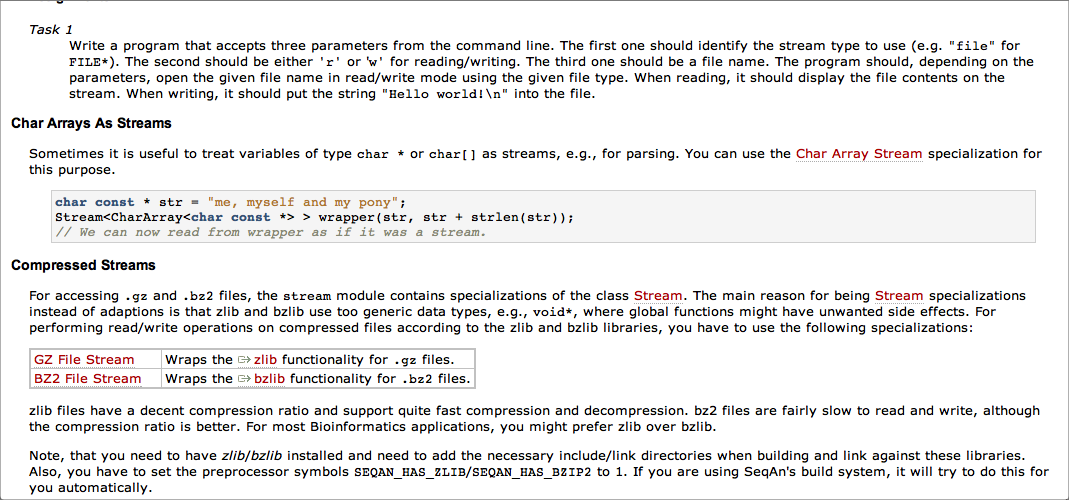 Task 1
Write a program that accepts three parameters from the command line. The first one should identify the stream type to use (e.g. "file" for
FILE*). The second should be either 'r' or 'w' for reading/writing. The third one should be a file name. The program should, depending on the
parameters, open the given file name in read/write mode using the given file type. When reading, it should display the file contents on the
stream. When writing, it should put the string "Hello world!\n" into the file.
Char Arrays As Streams
Sometimes it is useful to treat variables of type char * or char[] as streams, e.g., for parsing. You can use the Char Array Stream specialization for
this purpose.
char const * str = "me, myself and my pony";
Stream<CharArray<char const *> > wrapper(str, str + strlen(str));
// We can now read from wrapper as if it was a stream.
Compressed Streams
For accessing .gz and .bz2 files, the stream module contains specializations of the class Stream. The main reason for being Stream specializations
instead of adaptions is that zlib and bzlib use too generic data types, e.g., void*, where global functions might have unwanted side effects. For
performing read/write operations on compressed files according to the zlib and bzlib libraries, you have to use the following specializations:
GZ File Stream Wraps the zlib functionality for .gz files.
BZ2 File Stream Wraps the bzlib functionality for .bz2 files.
zlib files have a decent compression ratio and support quite fast compression and decompression. bz2 files are fairly slow to read and write, although
the compression ratio is better. For most Bioinformatics applications, you might prefer zlib over bzlib.
Note, that you need to have zlib/bzlib installed and need to add the necessary include/link directories when building and link against these libraries.
Also, you have to set the preprocessor symbols SEQAN_HAS_ZLIB/SEQAN_HAS_BZIP2 to 1. If you are using SeqAn's build system, it will try to do this for
you automatically.